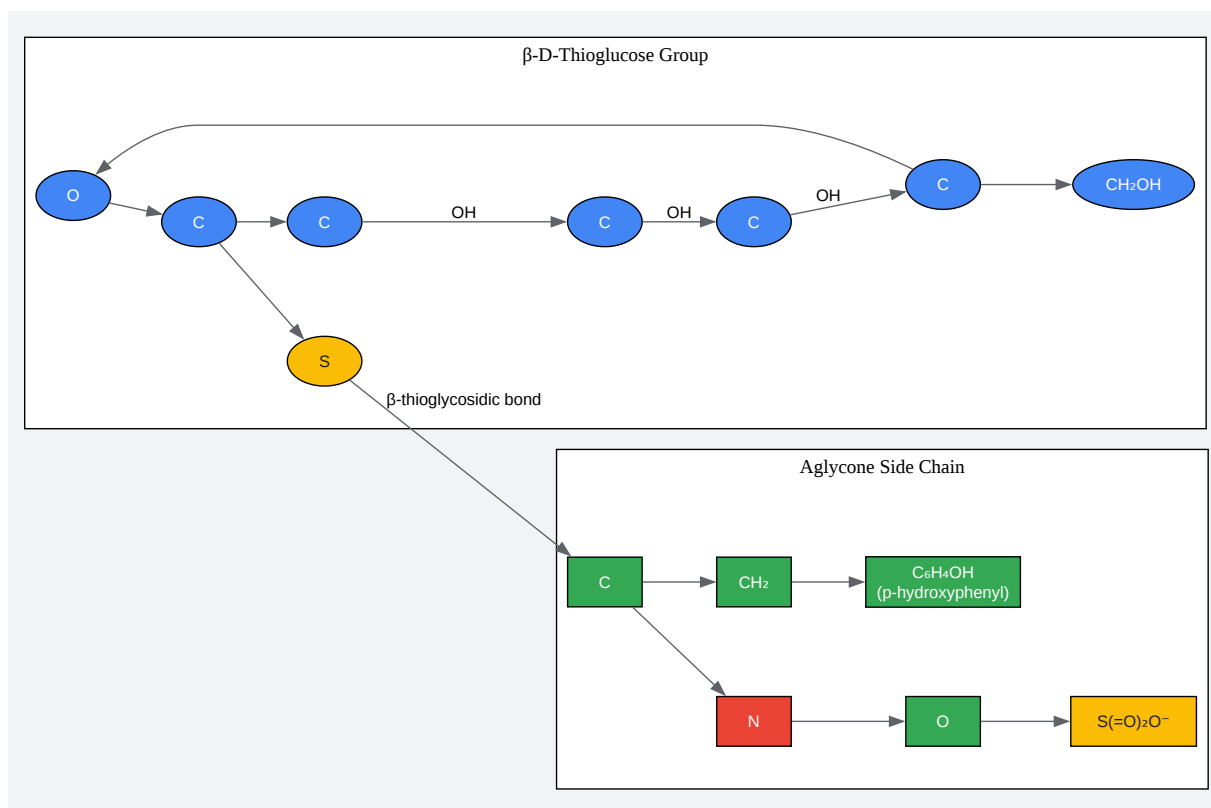 β-D-Thioglucose Group
O
C
C
OH
C
OH
C
OH
C
CH₂OH
S
β-thioglycosidic bond
Aglycone Side Chain
C
CH₂
C₆H₄OH
(p-hydroxyphenyl)
N
O
S(=O)₂O⁻